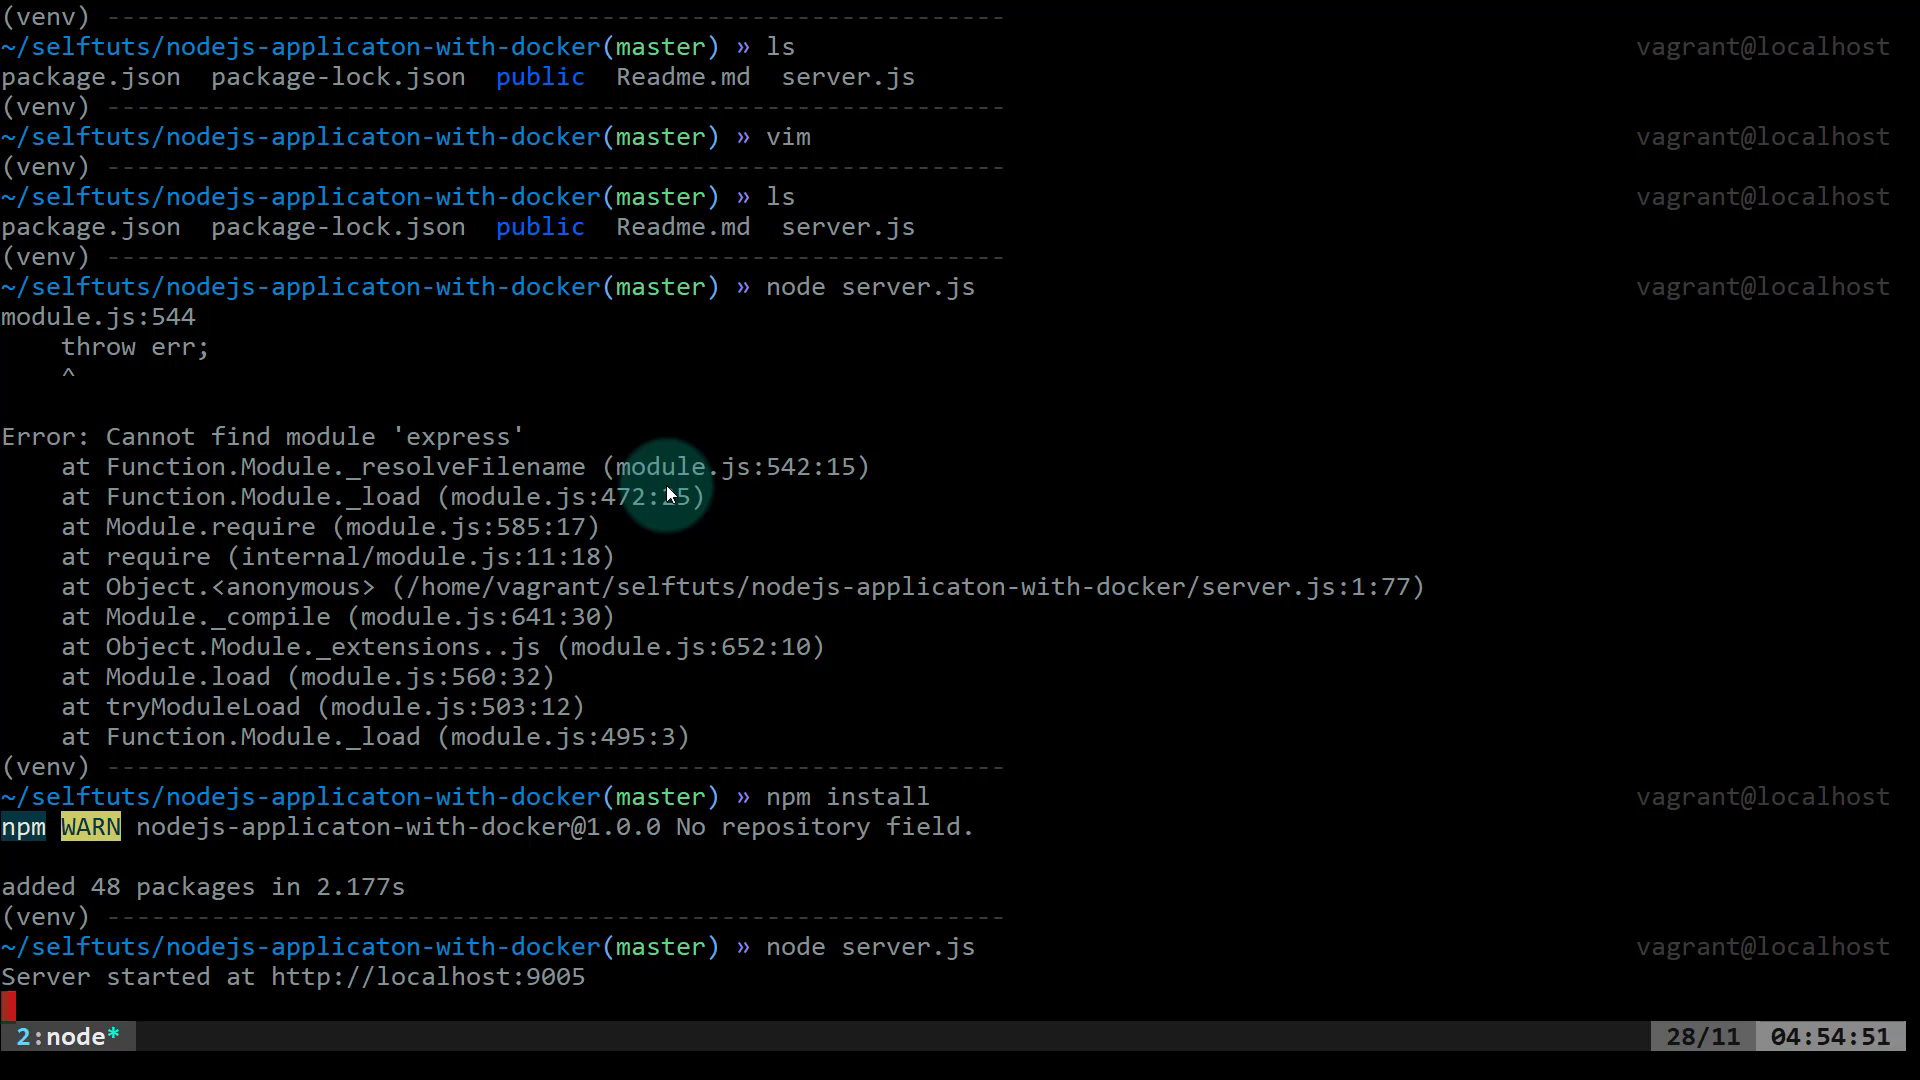 (venv) ------------------------------------------------------------
~/selftuts/nodejs-applicaton-with-docker(master) » ls vagrant@localhost
package.json package-lock.json public Readme.md server.js
(venv) ------------------------------------------------------------
~/selftuts/nodejs-applicaton-with-docker(master) » vim vagrant@localhost
(venv) ------------------------------------------------------------
~/selftuts/nodejs-applicaton-with-docker(master) » ls vagrant@localhost
package.json package-lock.json public Readme.md server.js
(venv) ------------------------------------------------------------
~/selftuts/nodejs-applicaton-with-docker(master) » node server.js vagrant@localhost
module.js:544
    throw err;
    ^
Error: Cannot find module 'express'
    at Function.Module._resolveFilename (module.js:542:15)
    at Function.Module._load (module.js:472:25)
    at Module.require (module.js:585:17)
    at require (internal/module.js:11:18)
    at Object.<anonymous> (/home/vagrant/selftuts/nodejs-applicaton-with-docker/server.js:1:77)
    at Module._compile (module.js:641:30)
    at Object.Module._extensions..js (module.js:652:10)
    at Module.load (module.js:560:32)
    at tryModuleLoad (module.js:503:12)
    at Function.Module._load (module.js:495:3)
(venv) ------------------------------------------------------------
~/selftuts/nodejs-applicaton-with-docker(master) » npm install vagrant@localhost
npm WARN nodejs-applicaton-with-docker@1.0.0 No repository field.
added 48 packages in 2.177s
(venv) ------------------------------------------------------------
~/selftuts/nodejs-applicaton-with-docker(master) » node server.js vagrant@localhost
Server started at http://localhost:9005
2:node* 28/11 04:54:51